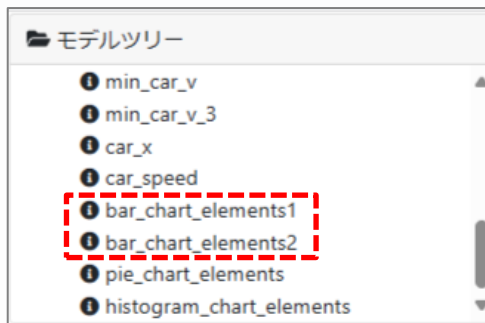 モデルツリー
min_car_v
min_car_v_3
car_x
car_speed
bar_chart_elements1
bar_chart_elements2
pie_chart_elements
histogram_chart_elements